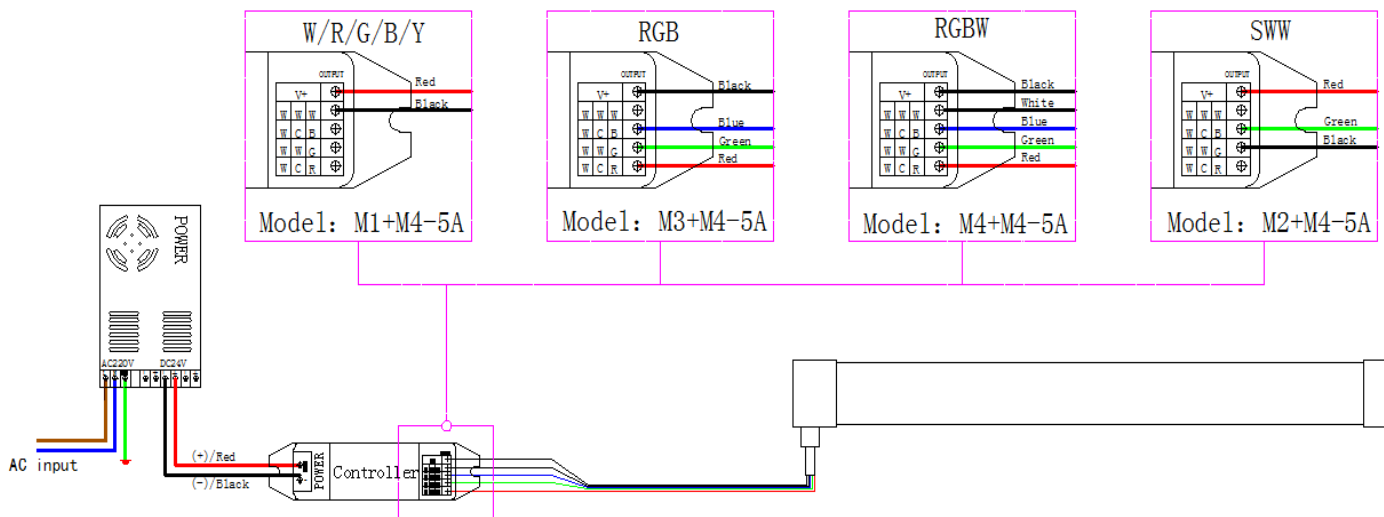 W/R/G/B/Y
OUTPUT
V+
Red
W W W
Black
W C B
W W G
W C R
Model: M1+M4-5A
RGB
OUTPUT
V+
Black
W W W
W C B
Blue
W W G
Green
W C R
Red
Model: M3+M4-5A
RGBW
OUTPUT
V+
Black
W W W
White
W C B
Blue
W W G
Green
W C R
Red
Model: M4+M4-5A
SWW
OUTPUT
V+
Red
W W W
W C B
Green
W W G
Black
W C R
Model: M2+M4-5A
POWER
AC220V
DC24V
AC input
(+)/Red
(-)/Black
POWER
Controller